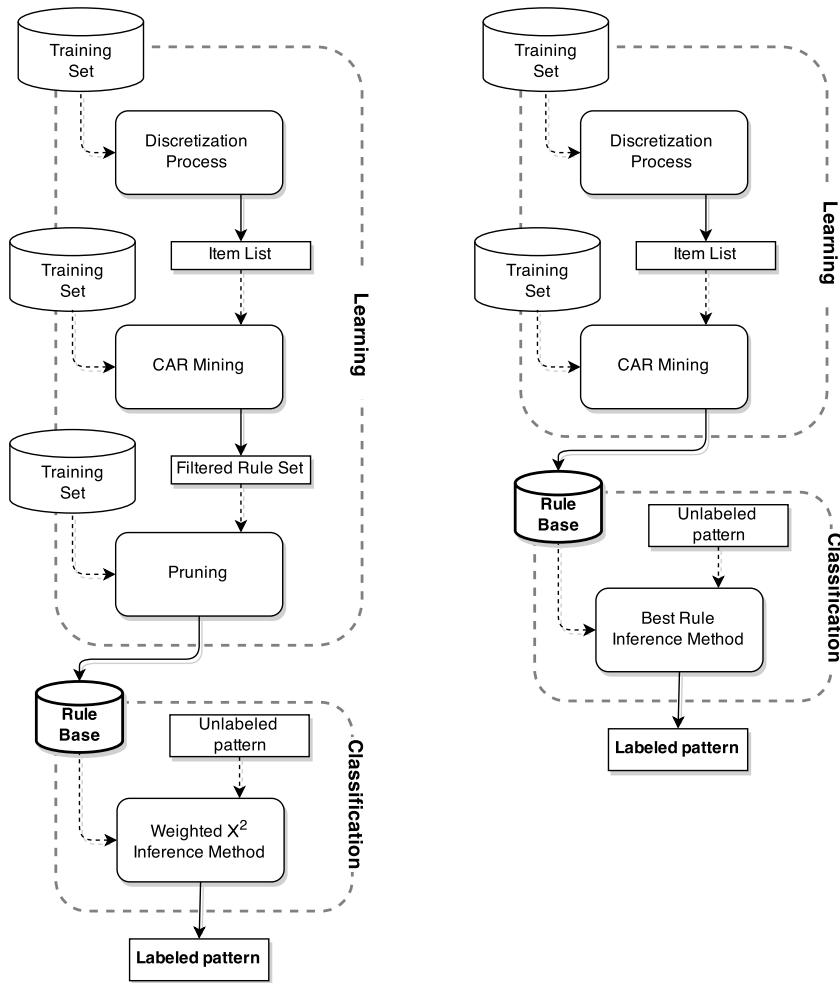 Training
Set
Discretization
Process
Item List
Training
Set
CAR Mining
Learning
Filtered Rule Set
Training
Set
Pruning
Rule
Base
Unlabeled
pattern
Classification
Weighted X²
Inference Method
Labeled pattern
Training
Set
Discretization
Process
Learning
Item List
Training
Set
CAR Mining
Rule
Base
Unlabeled
pattern
Classification
Best Rule
Inference Method
Labeled pattern